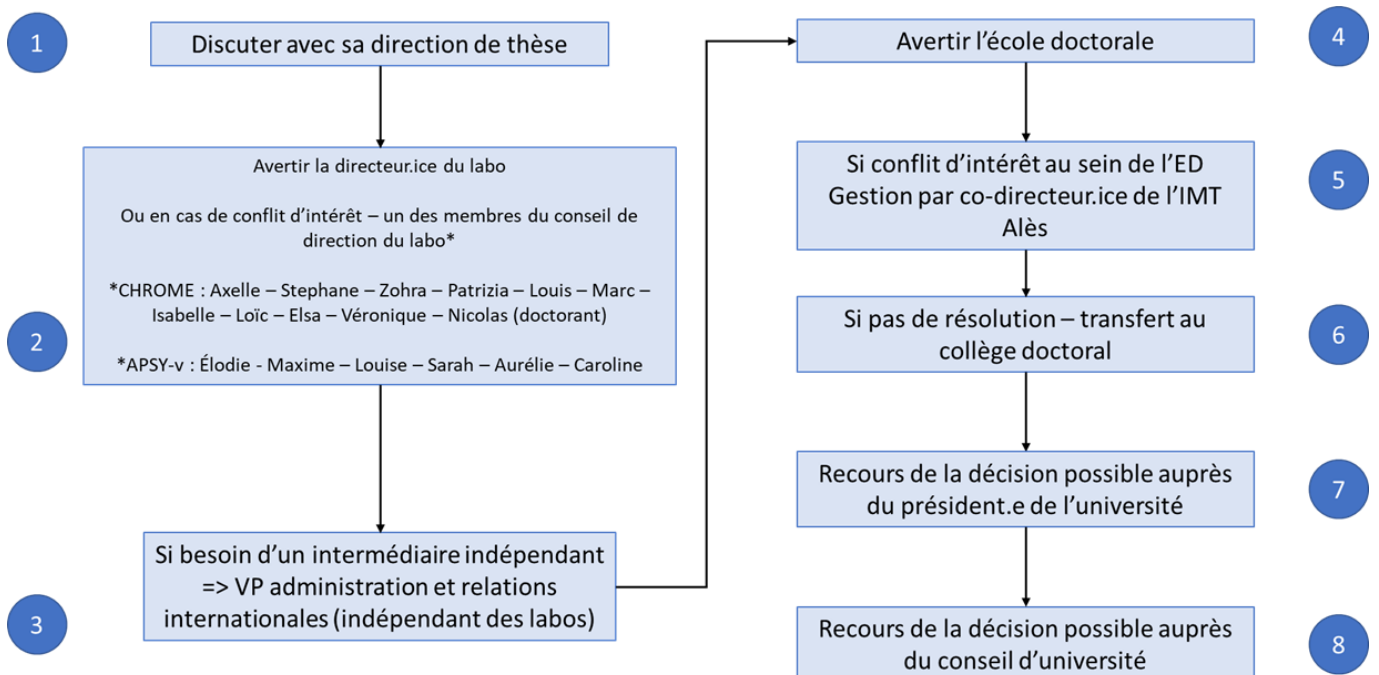 1
Discuter avec sa direction de thèse
2
Avertir la directeur.ice du labo
Ou en cas de conflit d’intérêt – un des membres du conseil de
direction du labo*
*CHROME : Axelle – Stephane – Zohra – Patrizia – Louis – Marc –
Isabelle – Loïc – Elsa – Véronique – Nicolas (doctorant)
*APSY-v : Élodie - Maxime – Louise – Sarah – Aurélie – Caroline
3
Si besoin d’un intermédiaire indépendant
=> VP administration et relations
internationales (indépendant des labos)
4
Avertir l’école doctorale
5
Si conflit d’intérêt au sein de l’ED
Gestion par co-directeur.ice de l’IMT
Alès
6
Si pas de résolution – transfert au
collège doctoral
7
Recours de la décision possible auprès
du président.e de l’université
8
Recours de la décision possible auprès
du conseil d’université